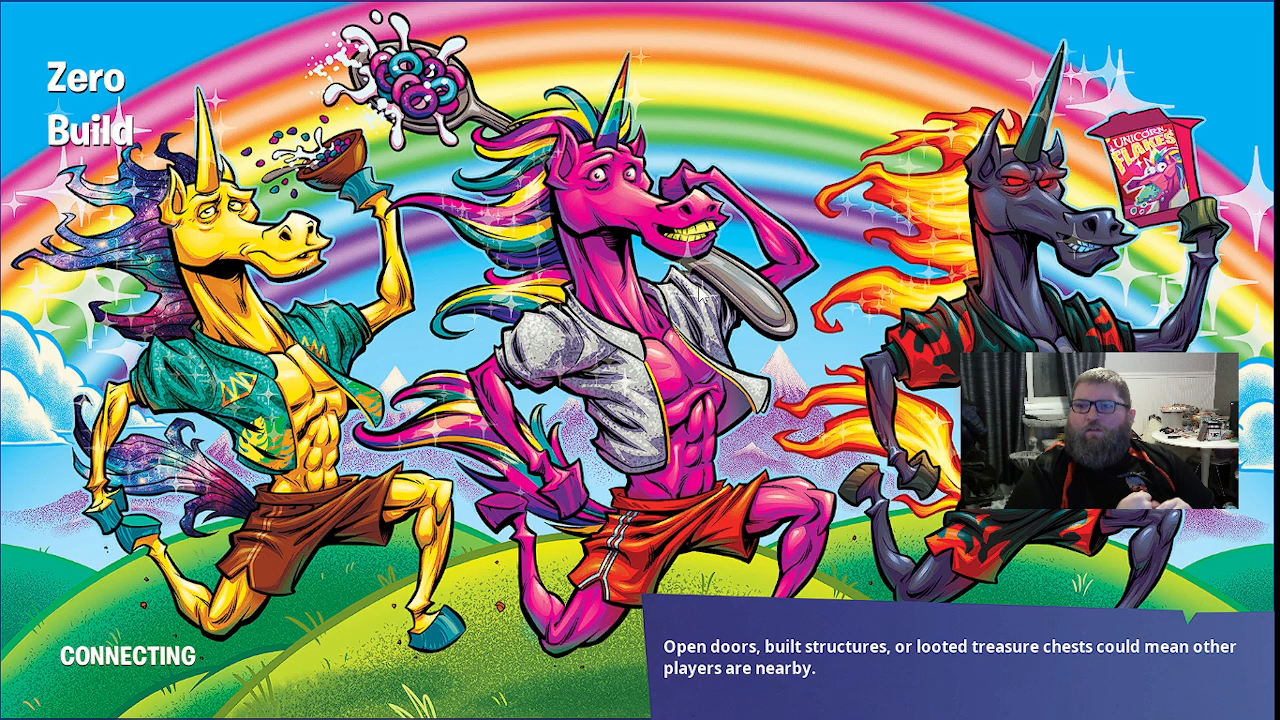 Zero
Build
UNICORN
FLAKES
CONNECTING
Open doors, built structures, or looted treasure chests could mean other
players are nearby.